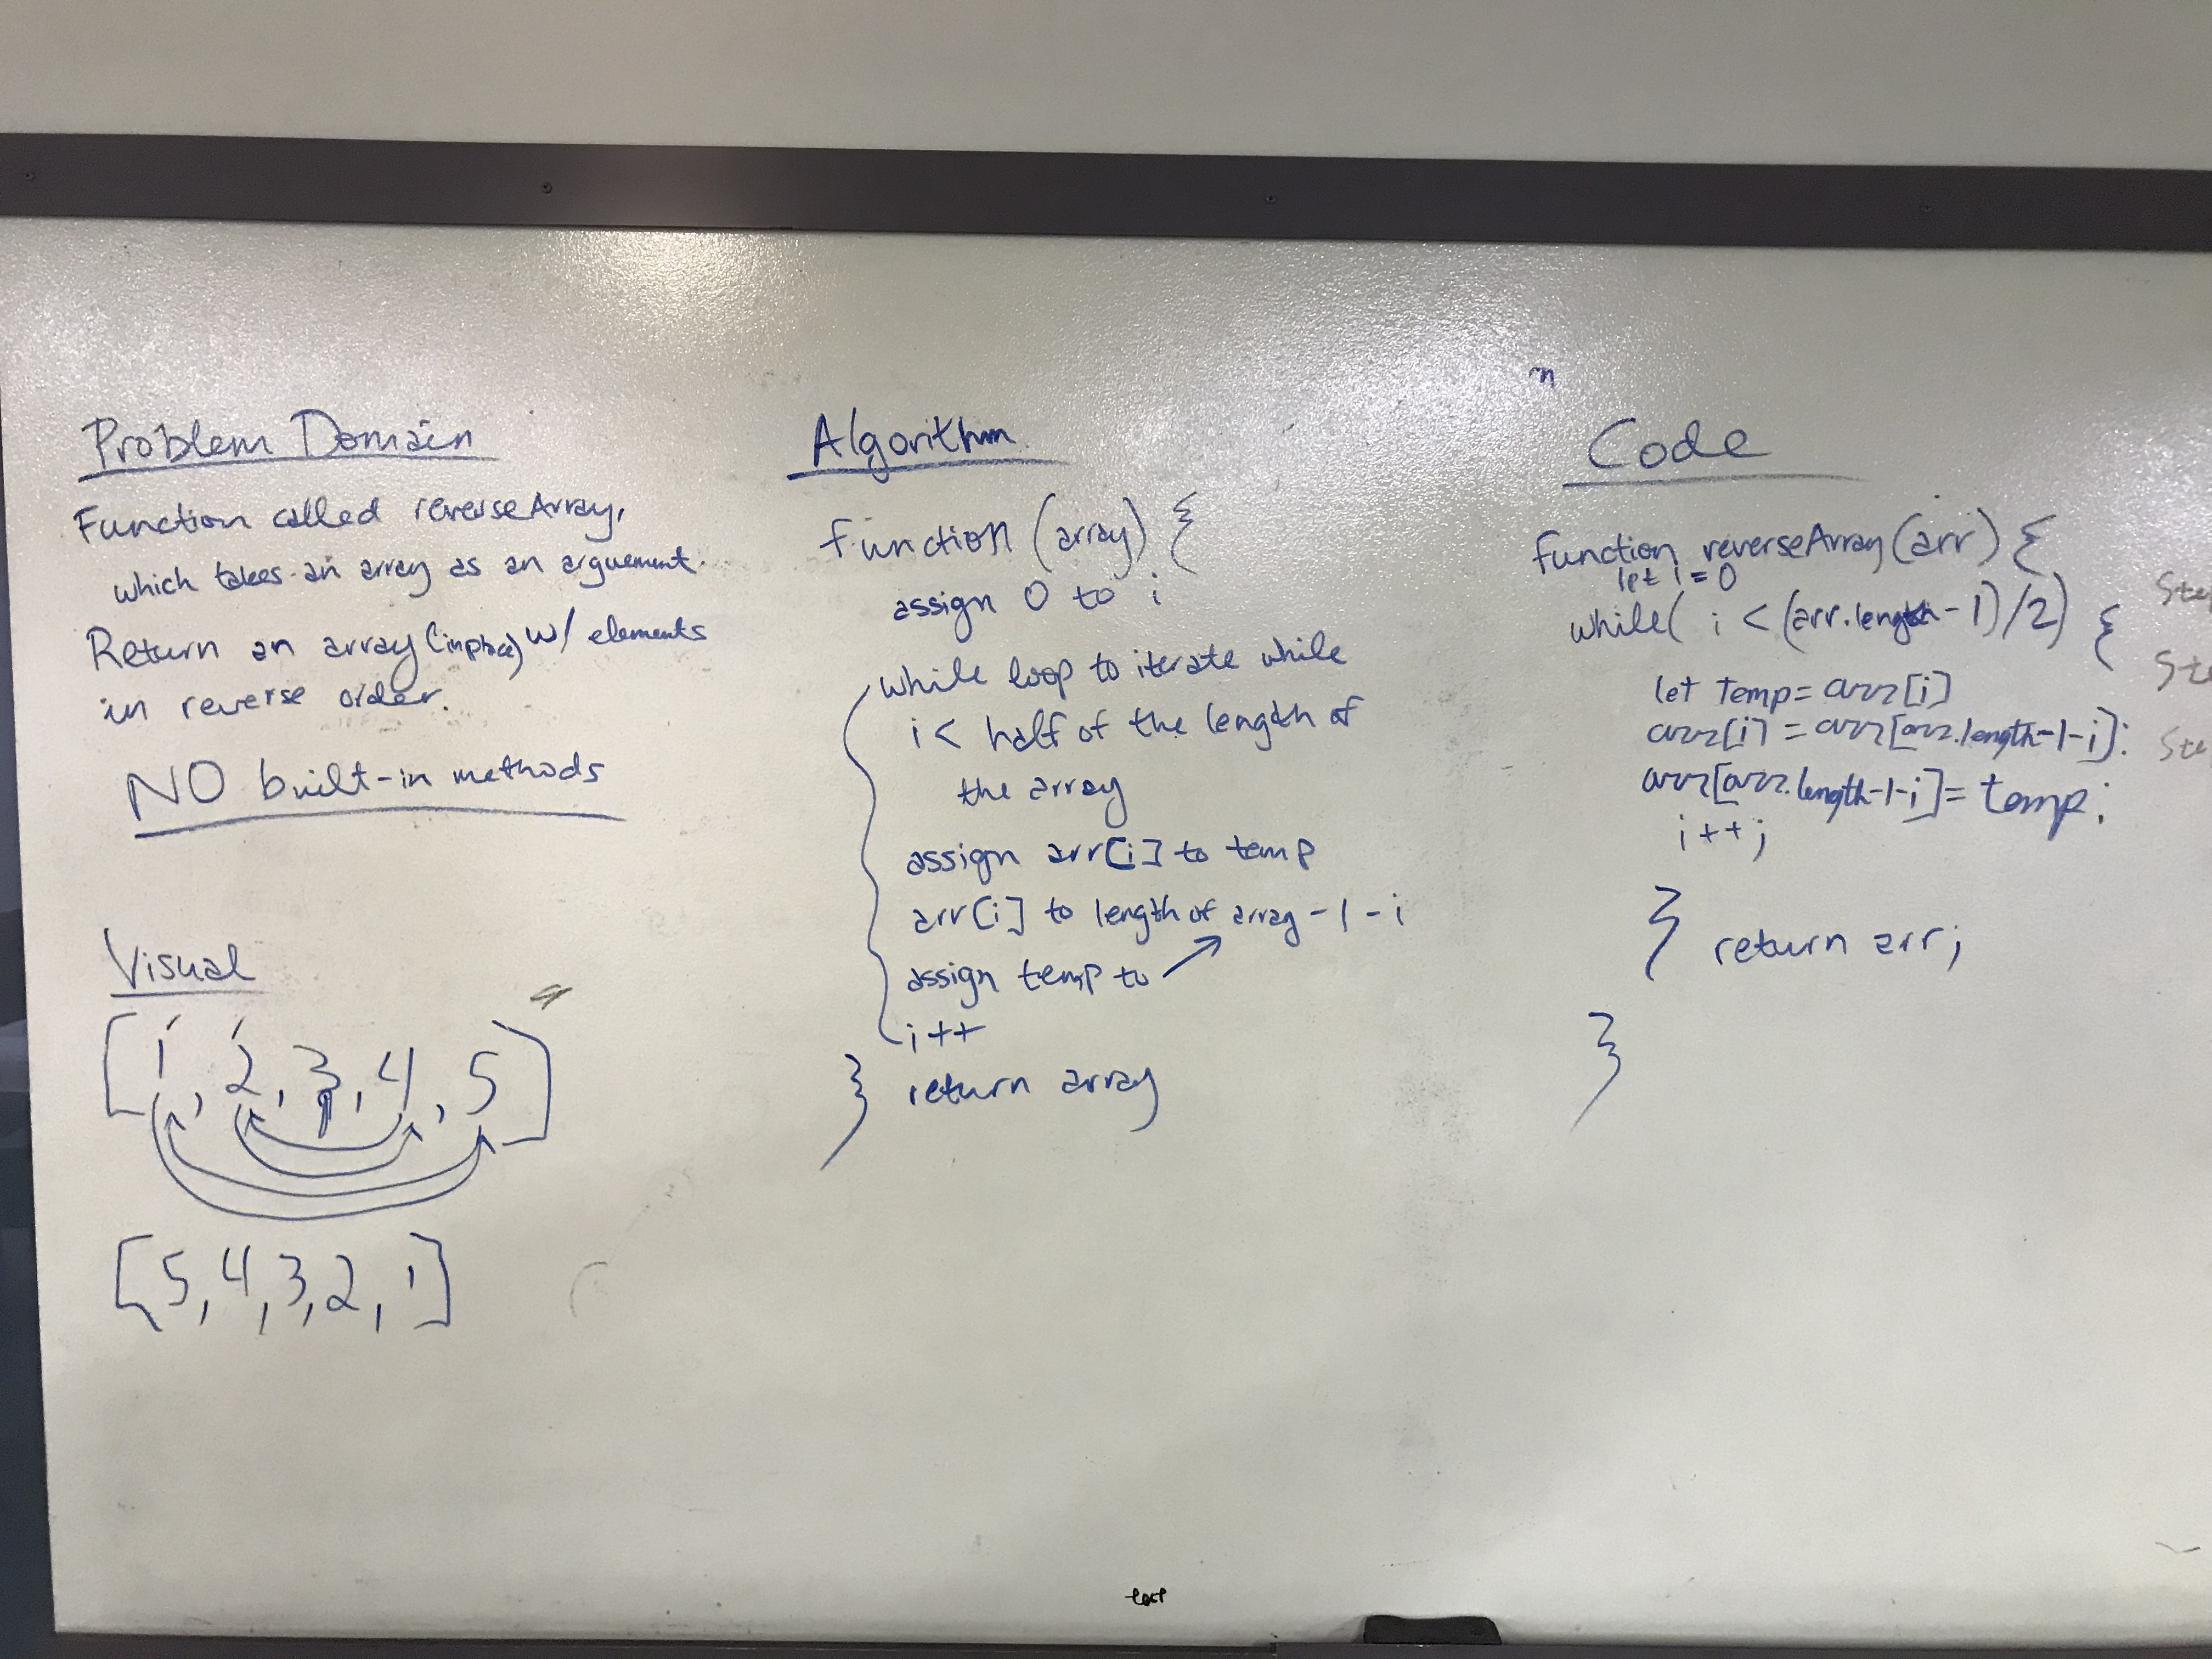 Problem Domain
Function called reverseArray,
which takes an array as an arguement.
Return an array (inplace) w/ elements
in reverse order.
NO built-in methods
Visual
[1, 2, 3, 4, 5]
[5, 4, 3, 2, 1]
Algorithm
function (array) {
assign 0 to i
while loop to iterate while
i < half of the length of
the array
assign arr[i] to temp
arr[i] to length of array - 1 - i
assign temp to
i++
} return array
n
Code
function reverseArray(arr) {
let i = 0
while( i < (arr.length - 1)/2) {
let temp = arr[i]
arr[i] = arr[arr.length-1-i];
arr[arr.length-1-i] = temp;
i++;
} return arr;
}
Ste
Ste
Ste